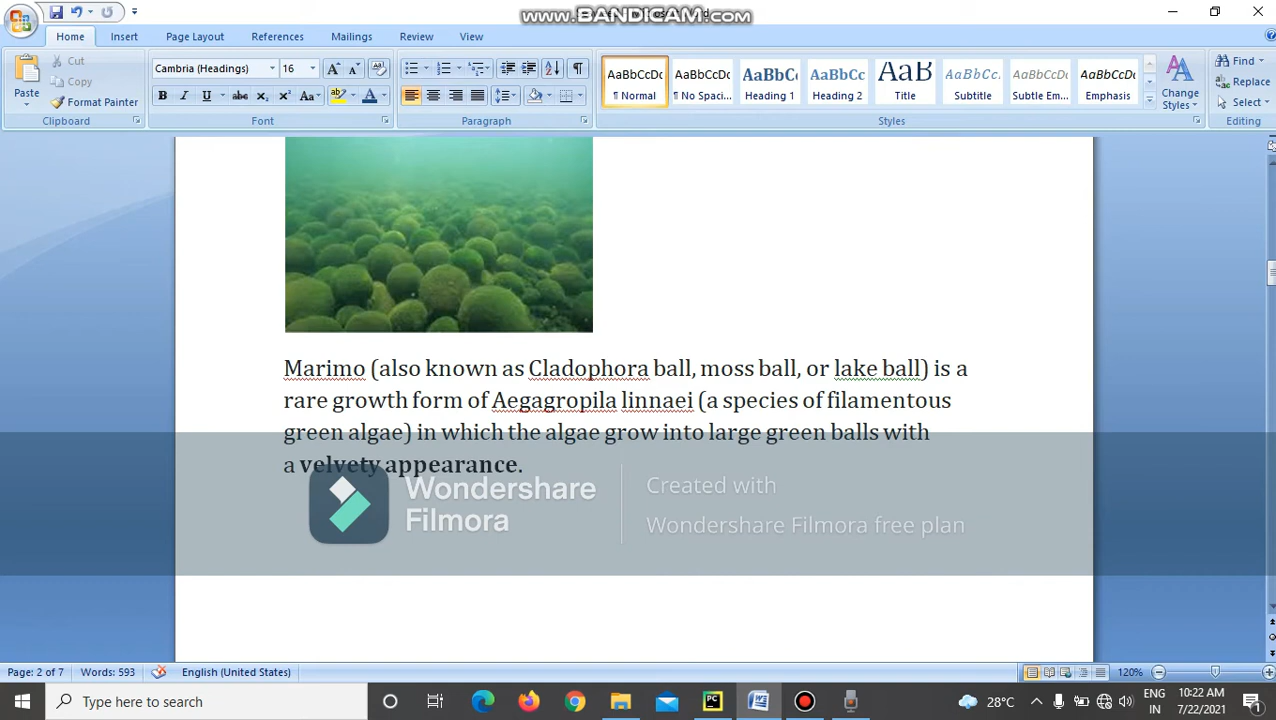 www.BANDICAM.com
Home Insert Page Layout References Mailings Review View
Paste
Cut
Copy
Format Painter
Clipboard
Cambria (Headings) 16
Font
Paragraph
AaBbCcDc AaBbCcDc AaBbC AaBbCc AaB AaBbCc. AaBbCcDc AaBbCcDc
¶ Normal ¶ No Spaci... Heading 1 Heading 2 Title Subtitle Subtle Em... Emphasis
Change Styles
Styles
Find
Replace
Select
Editing
Marimo (also known as Cladophora ball, moss ball, or lake ball) is a
rare growth form of Aegagropila linnaei (a species of filamentous
green algae) in which the algae grow into large green balls with
a velvety appearance.
Wondershare
Filmora
Created with
Wondershare Filmora free plan
Page: 2 of 7 Words: 593 English (United States) 120%
Type here to search
28°C ENG IN 10:22 AM 7/22/2021